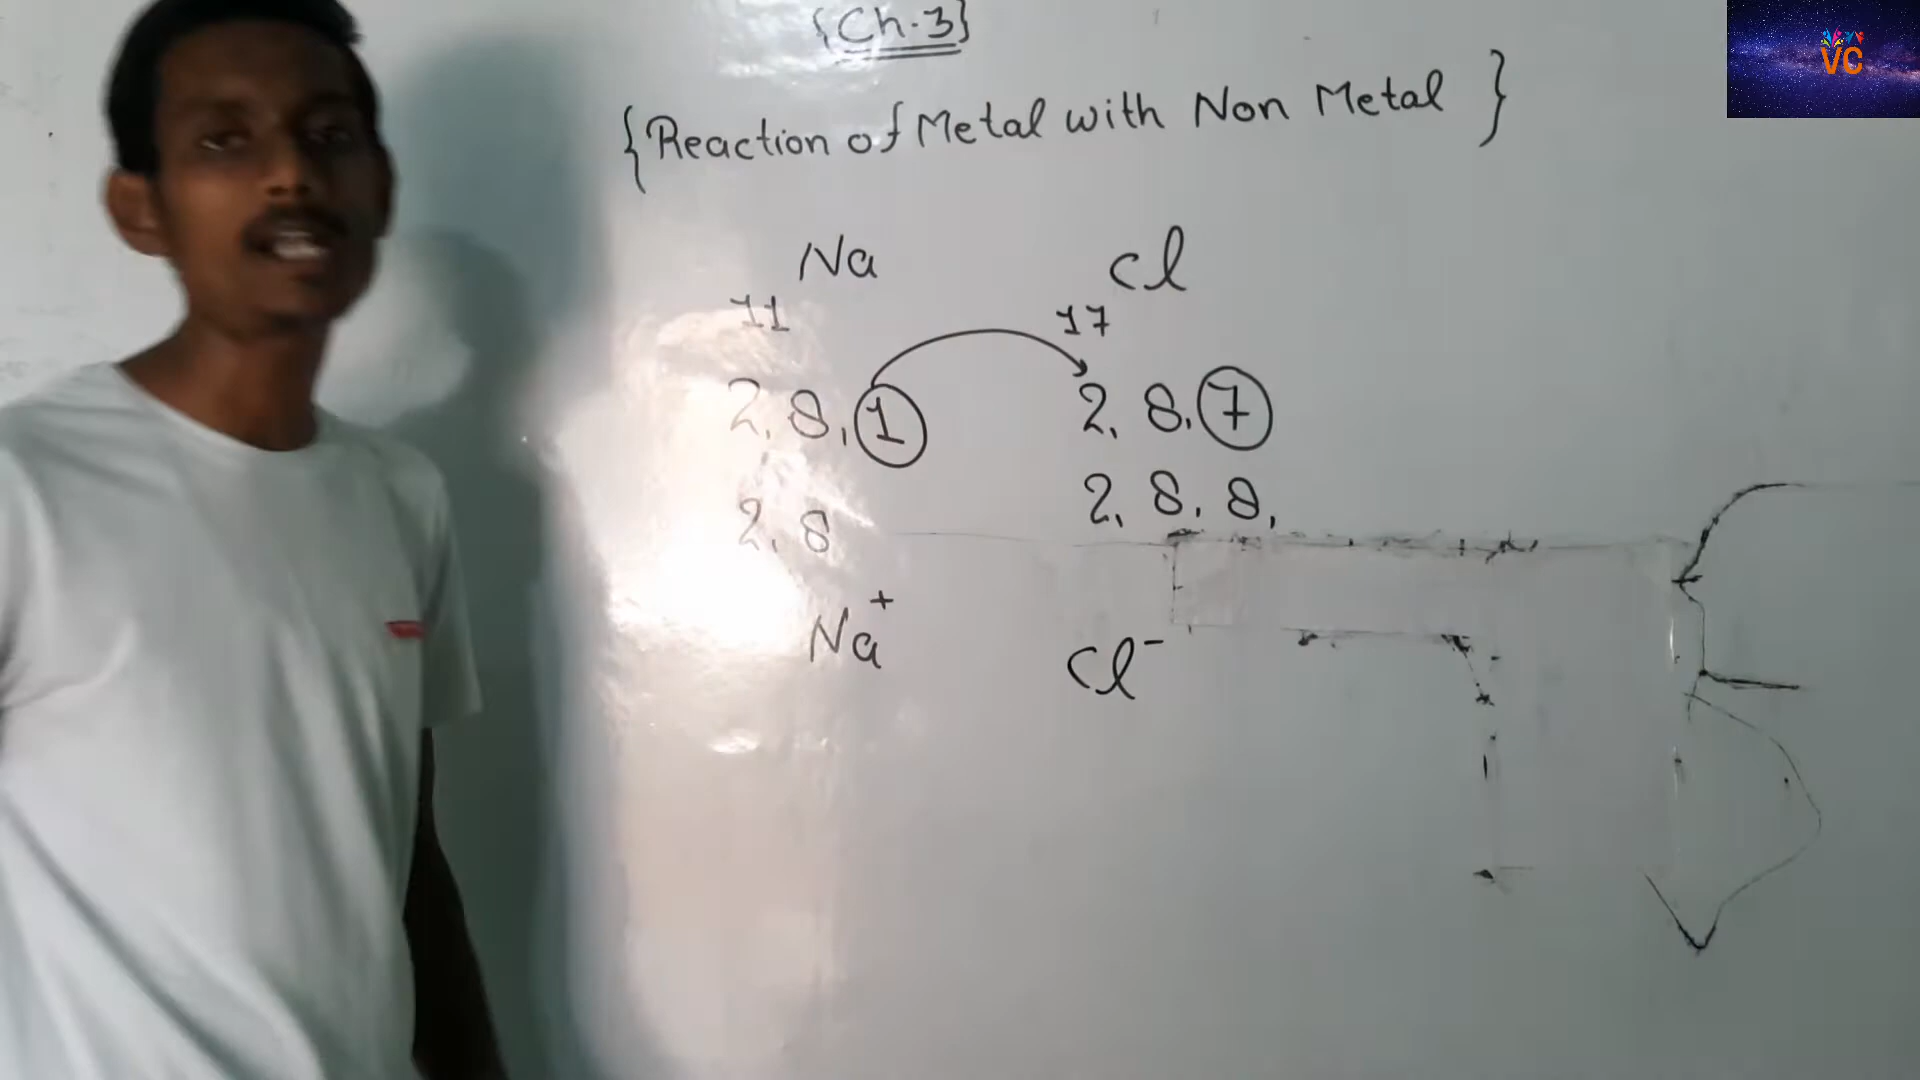 {Ch.3}
{Reaction of Metal with Non Metal}
Na Cl
11 17
2, 8, 1 2, 8, 7
2, 8 2, 8, 8,
Na+ Cl-
VC